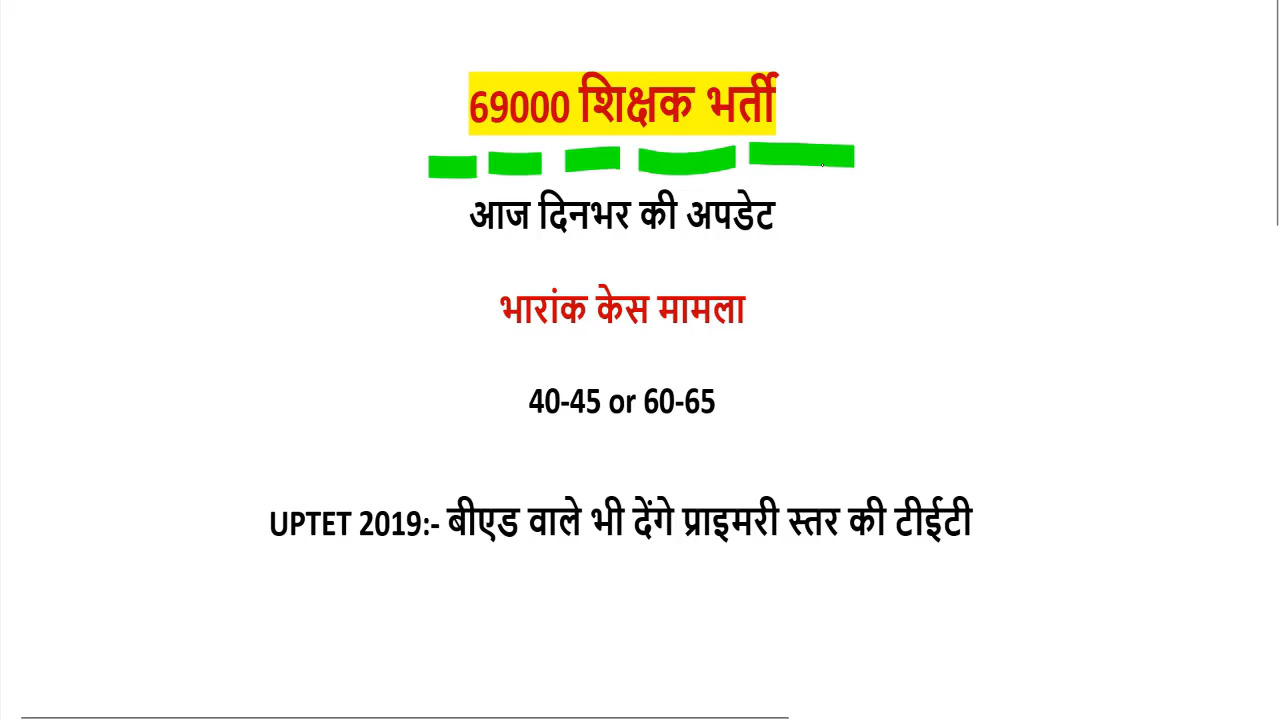 69000 शिक्षक भर्ती
आज दिनभर की अपडेट
भारांक केस मामला
40-45 or 60-65
UPTET 2019:- बीएड वाले भी देंगे प्राइमरी स्तर की टीईटी